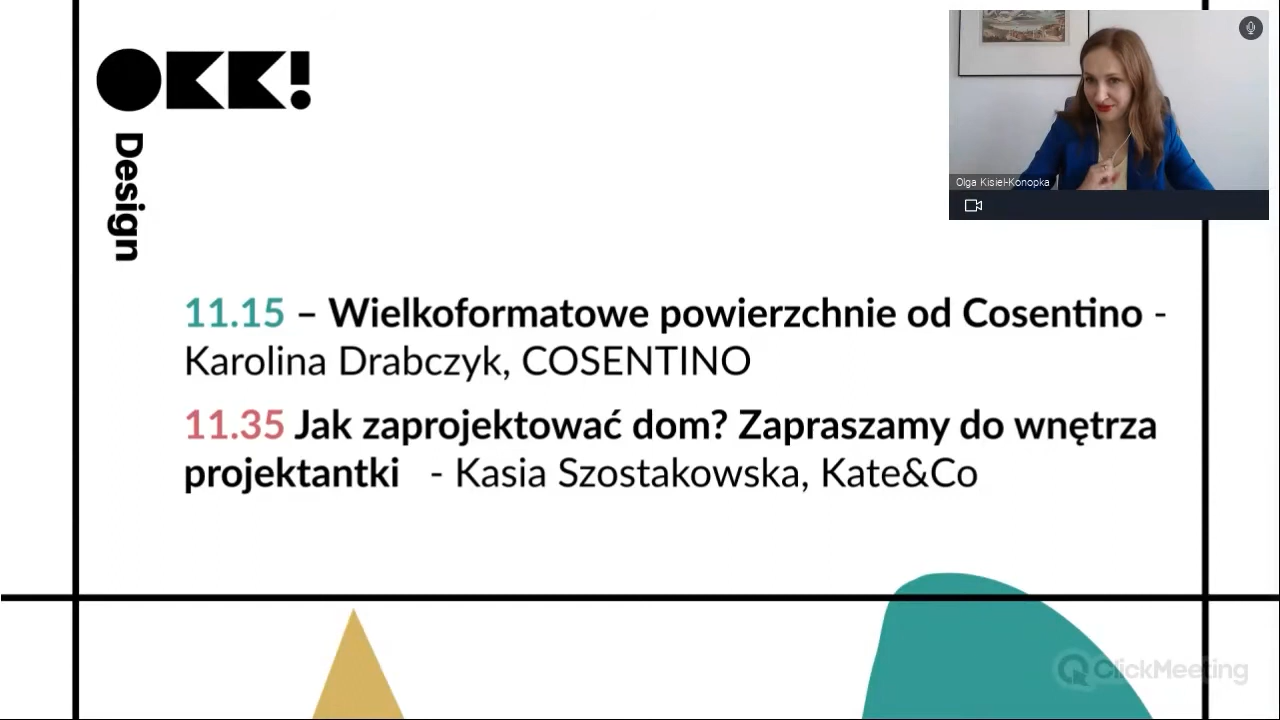 OKK!
Design
Olga Kisiel-Konopka
11.15 – Wielkoformatowe powierzchnie od Cosentino -
Karolina Drabczyk, COSENTINO
11.35 Jak zaprojektować dom? Zapraszamy do wnętrza
projektantki - Kasia Szostakowska, Kate&Co
ClickMeeting